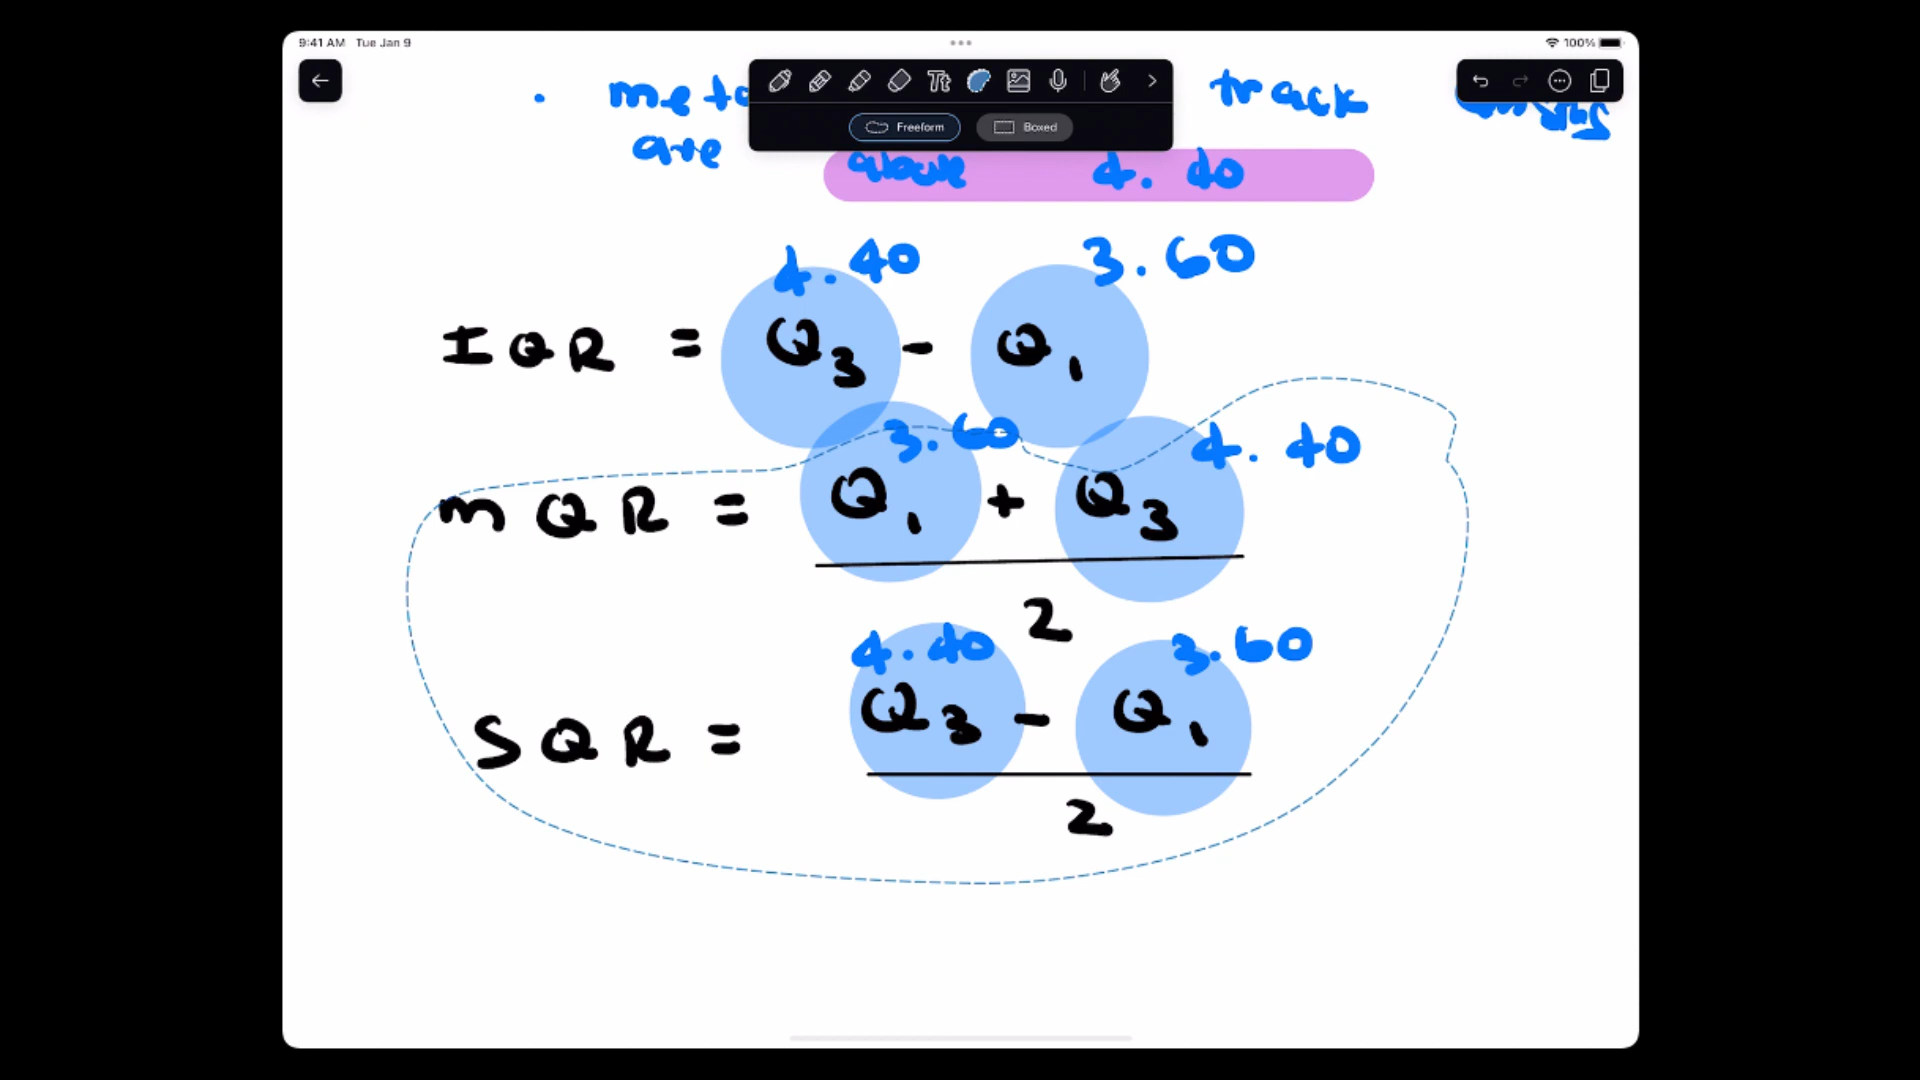 9:41 AM Tue Jan 9
100%
Freeform Boxed
track
are
above 4.40
4.40 3.60
IQR = Q3 - Q1
3.60 4.40
MQR = Q1 + Q3
2
4.40 3.60
SQR = Q3 - Q1
2